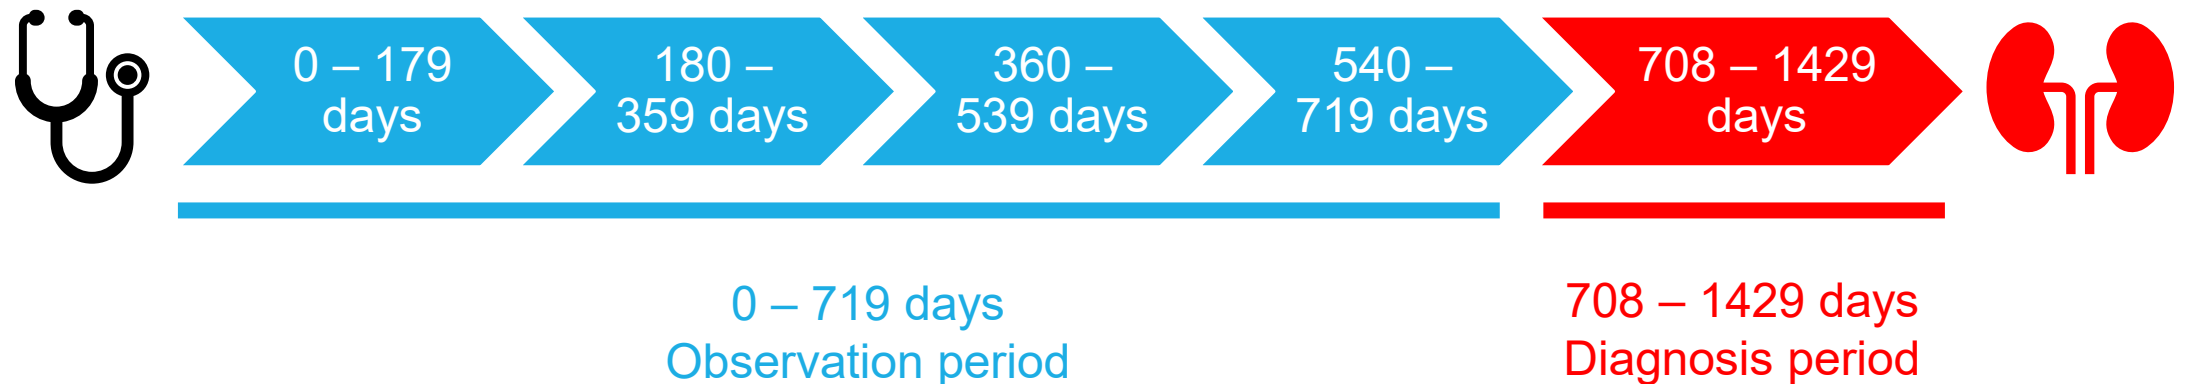 0 – 179
days
180 –
359 days
360 –
539 days
540 –
719 days
708 – 1429
days
0 – 719 days
Observation period
708 – 1429 days
Diagnosis period